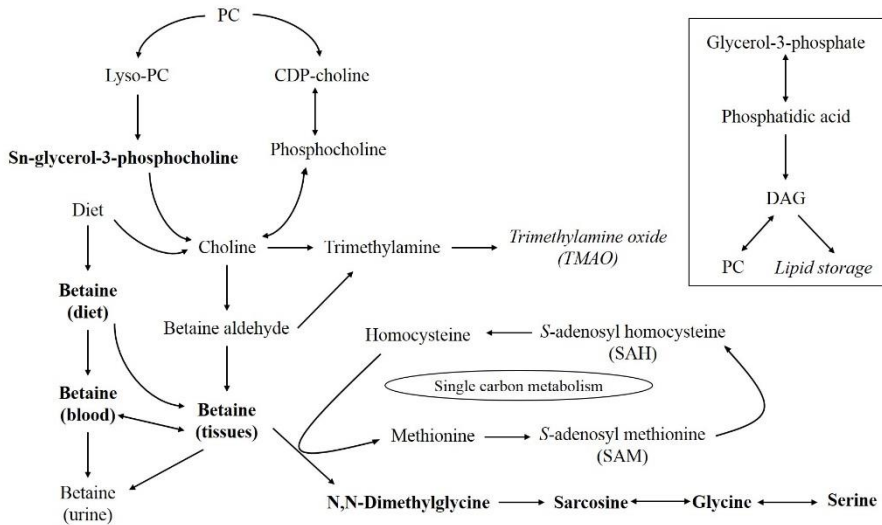 PC
Lyso-PC
CDP-choline
Sn-glycerol-3-phosphocholine
Phosphocholine
Diet
Choline
Trimethylamine
Trimethylamine oxide
(TMAO)
Betaine
(diet)
Betaine aldehyde
Betaine
(blood)
Betaine
(tissues)
Betaine
(urine)
Homocysteine
S-adenosyl homocysteine
(SAH)
Single carbon metabolism
Methionine
S-adenosyl methionine
(SAM)
N,N-Dimethylglycine
Sarcosine
Glycine
Serine
Glycerol-3-phosphate
Phosphatidic acid
DAG
PC
Lipid storage